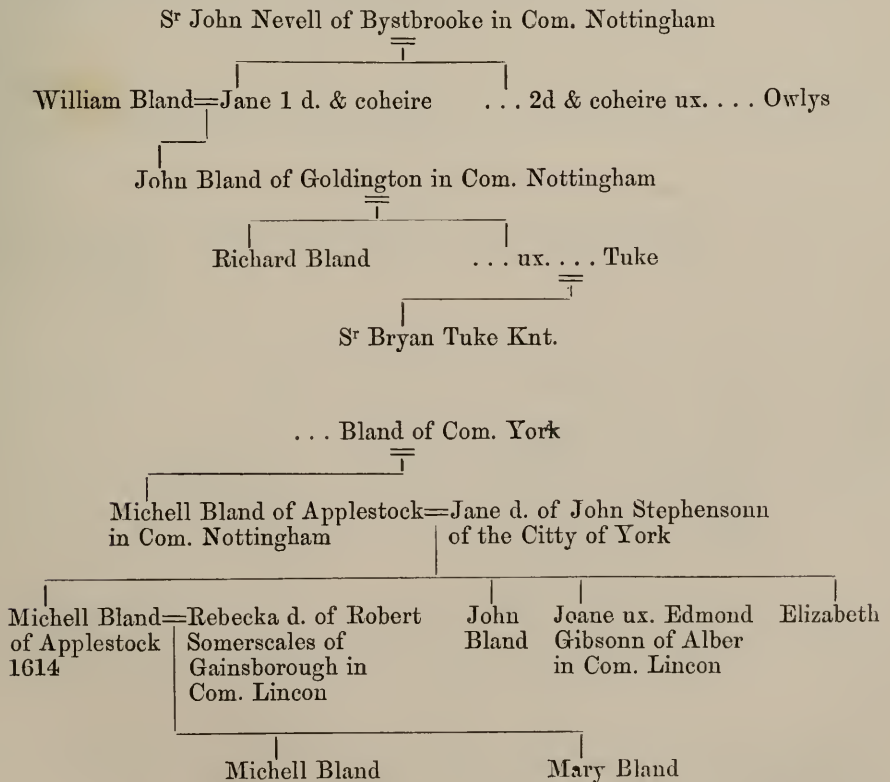 Sr John Nevell of Bystbrooke in Com. Nottingham
William Bland=Jane 1 d. & coheire . . . 2d & coheire ux. . . . Owlys
John Bland of Goldington in Com. Nottingham
Richard Bland . . . ux. . . . Tuke
Sr Bryan Tuke Knt.
. . . Bland of Com. York
Michell Bland of Applestock=Jane d. of John Stephensonn
in Com. Nottingham of the Citty of York
Michell Bland=Rebecka d. of Robert John Joane ux. Edmond Elizabeth
of Applestock Somerscales of Bland Gibsonn of Alber
1614 Gainsborough in in Com. Lincon
Com. Lincon
Michell Bland Mary Bland